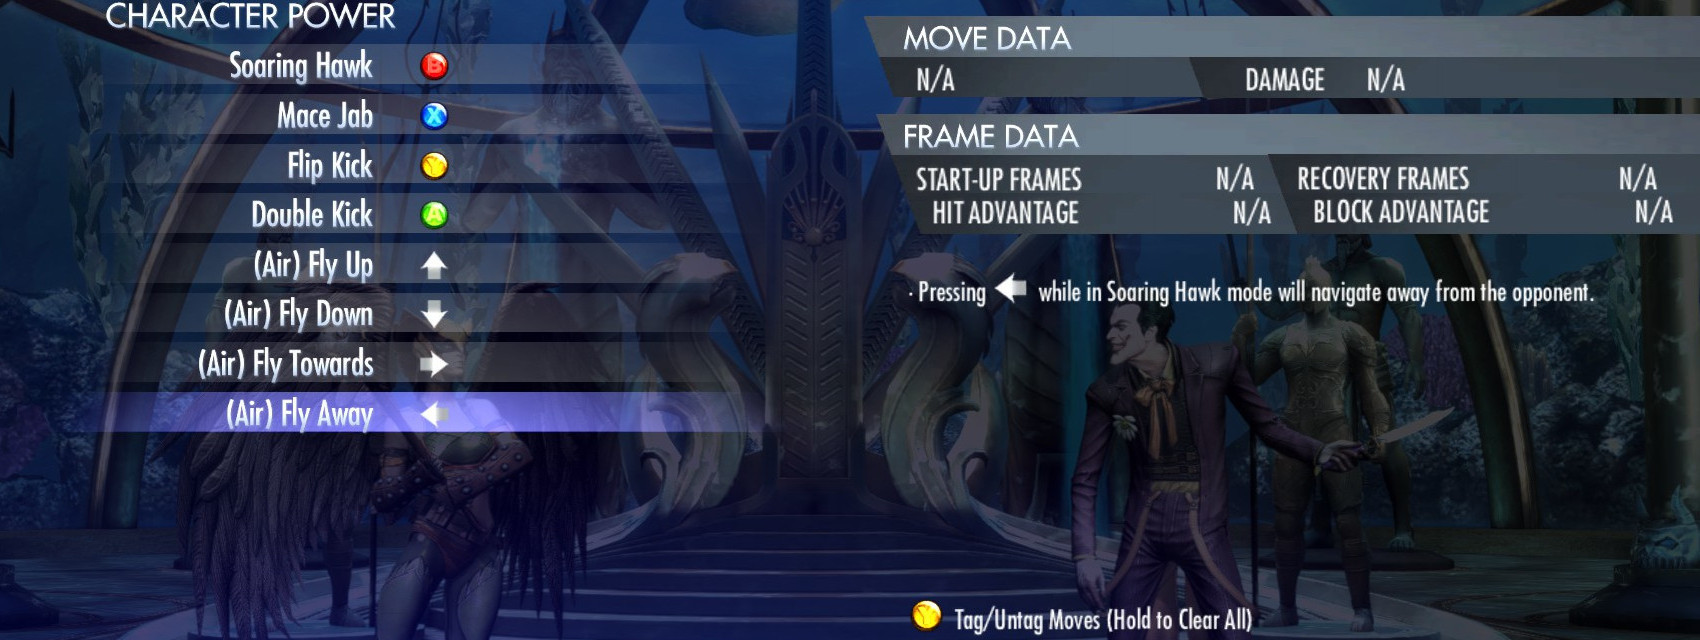 CHARACTER POWER
Soaring Hawk B
Mace Jab X
Flip Kick Y
Double Kick A
(Air) Fly Up
(Air) Fly Down
(Air) Fly Towards
(Air) Fly Away
MOVE DATA
N/A DAMAGE N/A
FRAME DATA
START-UP FRAMES N/A RECOVERY FRAMES N/A
HIT ADVANTAGE N/A BLOCK ADVANTAGE N/A
· Pressing while in Soaring Hawk mode will navigate away from the opponent.
Y Tag/Untag Moves (Hold to Clear All)